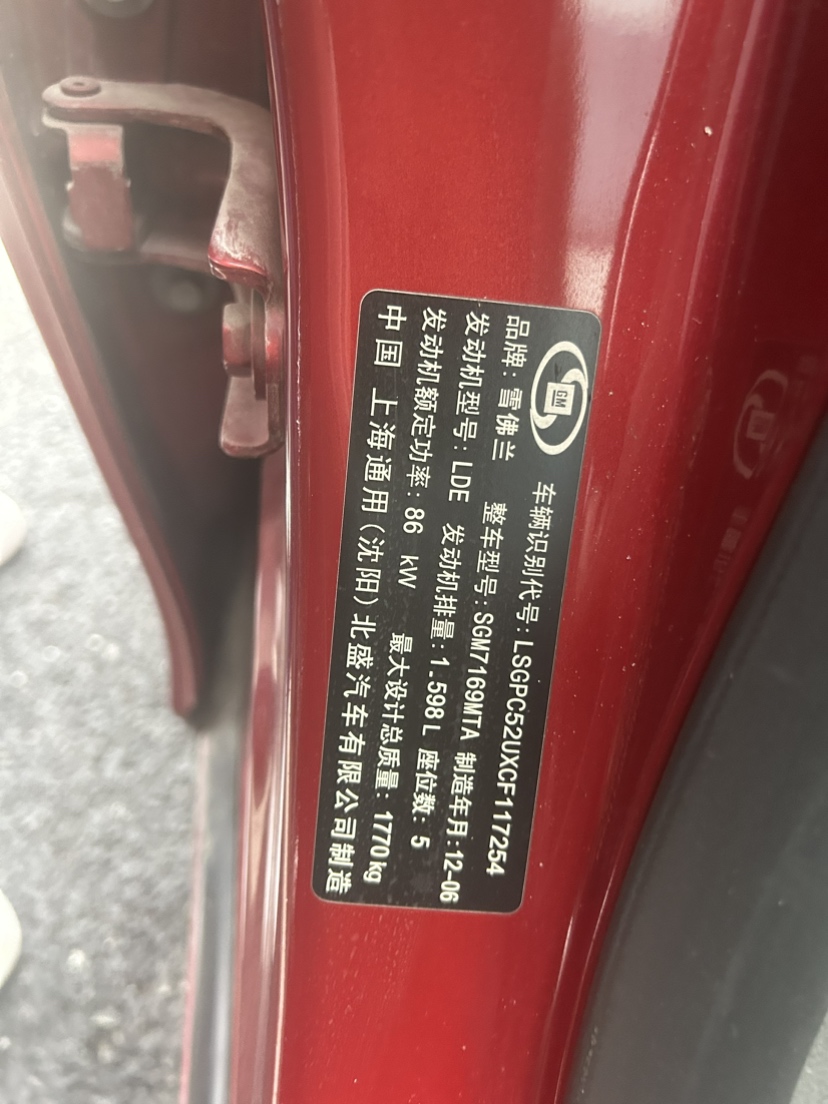 GM
车辆识别代号: LSGPC52UXCF117254
品牌: 雪佛兰 整车型号: SGM7169MTA 制造年月: 12-06
发动机型号: LDE 发动机排量: 1.598L 座位数: 5
发动机额定功率: 86 kW 最大设计总质量: 1770kg
中国 上海通用(沈阳)北盛汽车有限公司制造